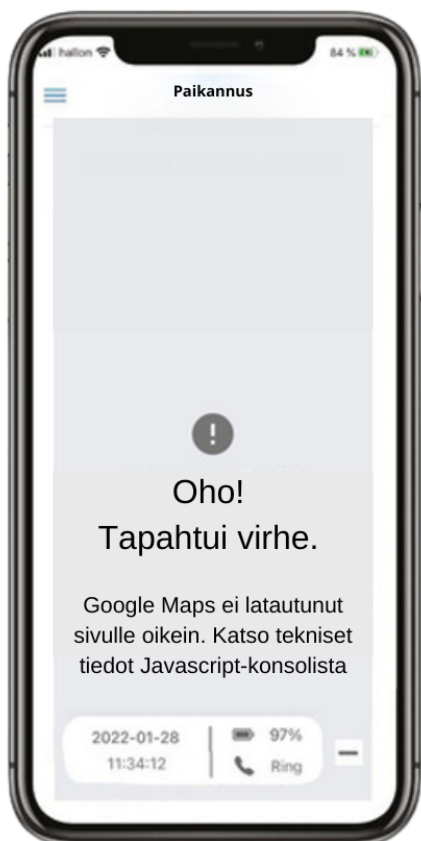 hallon 84 %
Paikannus
Oho!
Tapahtui virhe.
Google Maps ei latautunut
sivulle oikein. Katso tekniset
tiedot Javascript-konsolista
2022-01-28 97%
11:34:12 Ring